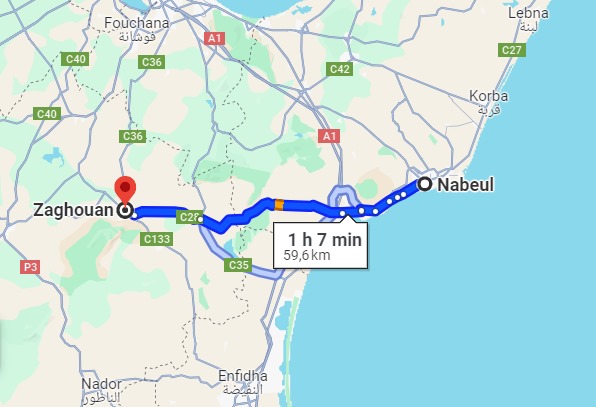 Lebna
لبنة
Fouchana
فوشانة
A1
C27
C40
C36
C42
Korba
قربة
C40
C36
A1
Nabeul
Zaghouan
C28
C133
1 h 7 min
59,6 km
P3
C35
Enfidha
النفيضة
Nador
الناظور